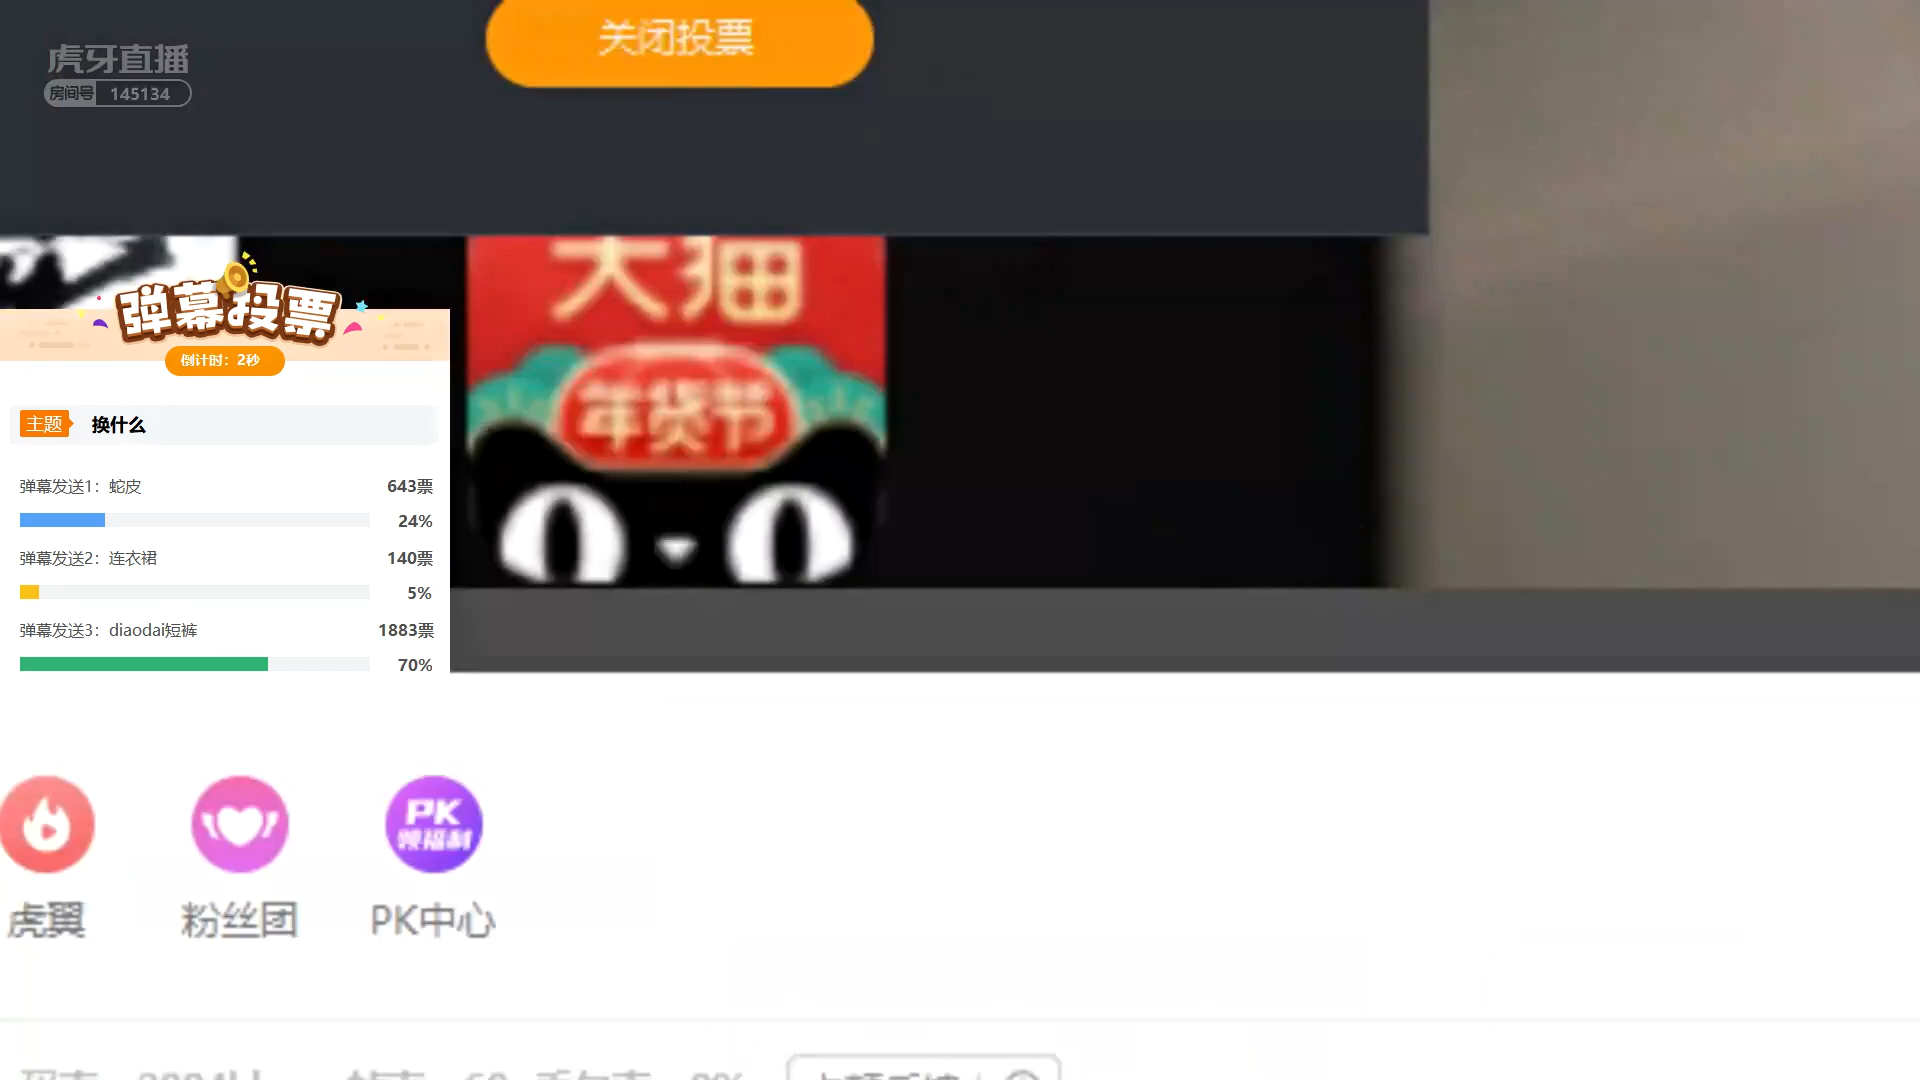 关闭投票
虎牙直播
房间号 145134
天猫
年货节
弹幕投票
倒计时：2秒
主题 换什么
弹幕发送1：蛇皮 643票
24%
弹幕发送2：连衣裙 140票
5%
弹幕发送3：diaodai短裤 1883票
70%
PK
领福利
虎翼 粉丝团 PK中心